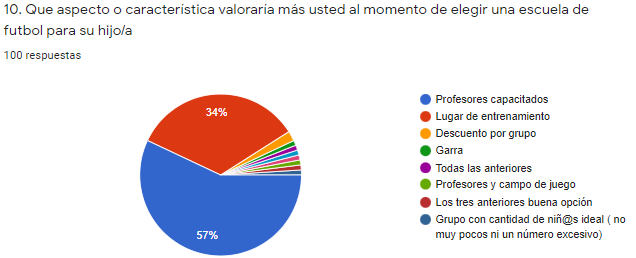 10. Que aspecto o característica valoraría más usted al momento de elegir una escuela de
futbol para su hijo/a
100 respuestas
34%
57%
Profesores capacitados
Lugar de entrenamiento
Descuento por grupo
Garra
Todas las anteriores
Profesores y campo de juego
Los tres anteriores buena opción
Grupo con cantidad de niñ@s ideal ( no
muy pocos ni un número excesivo)